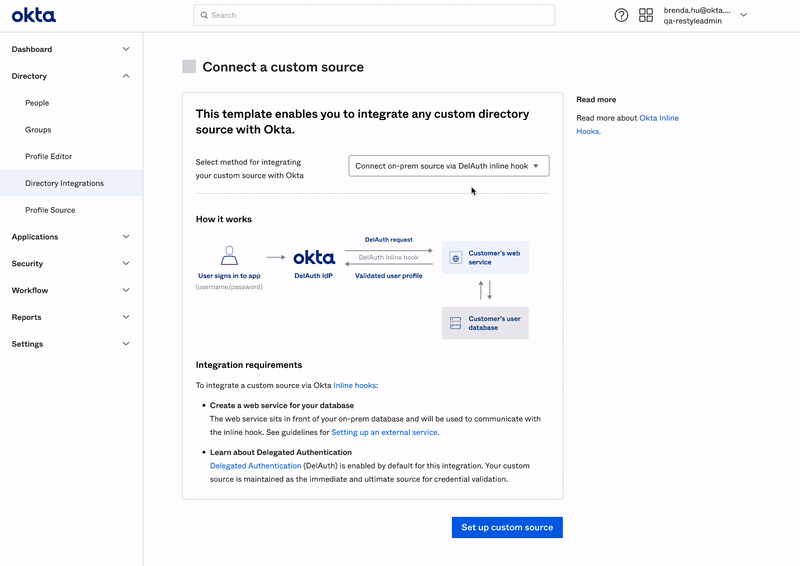 okta
Search
brenda.hu@okta....
qa-restyleadmin
Dashboard
Directory
People
Groups
Profile Editor
Directory Integrations
Profile Source
Applications
Security
Workflow
Reports
Settings
Connect a custom source
This template enables you to integrate any custom directory
source with Okta.
Select method for integrating
your custom source with Okta
Connect on-prem source via DelAuth inline hook
How it works
User signs in to app
(username/password)
okta
DelAuth IdP
DelAuth request
DelAuth inline hook
Validated user profile
Customer's web
service
Customer's user
database
Integration requirements
To integrate a custom source via Okta Inline hooks:
• Create a web service for your database
The web service sits in front of your on-prem database and will be used to communicate with
the inline hook. See guidelines for Setting up an external service.
• Learn about Delegated Authentication
Delegated Authentication (DelAuth) is enabled by default for this integration. Your custom
source is maintained as the immediate and ultimate source for credential validation.
Set up custom source
Read more
Read more about Okta Inline
Hooks.